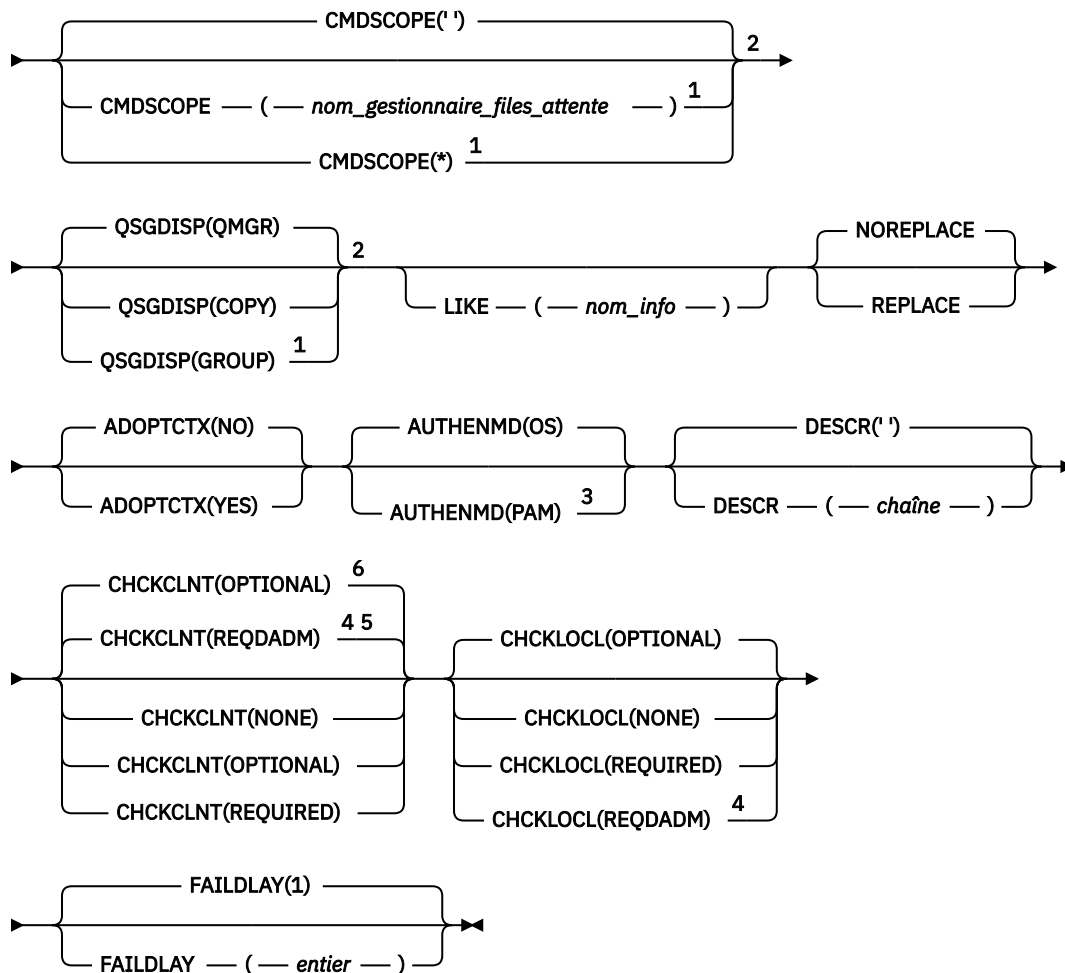 CMDSCOPE(' ')
2
CMDSCOPE ( nom_gestionnaire_files_attente ) 1
CMDSCOPE(*) 1
QSGDISP(QMGR) 2
QSGDISP(COPY)
QSGDISP(GROUP) 1
LIKE ( nom_info )
NOREPLACE
REPLACE
ADOPTCTX(NO)
ADOPTCTX(YES)
AUTHENMD(OS)
AUTHENMD(PAM) 3
DESCR(' ')
DESCR ( chaîne )
CHCKCLNT(OPTIONAL) 6
CHCKCLNT(REQDADM) 4 5
CHCKCLNT(NONE)
CHCKCLNT(OPTIONAL)
CHCKCLNT(REQUIRED)
CHCKLOCL(OPTIONAL)
CHCKLOCL(NONE)
CHCKLOCL(REQUIRED)
CHCKLOCL(REQDADM) 4
FAILDLAY(1)
FAILDLAY ( entier )